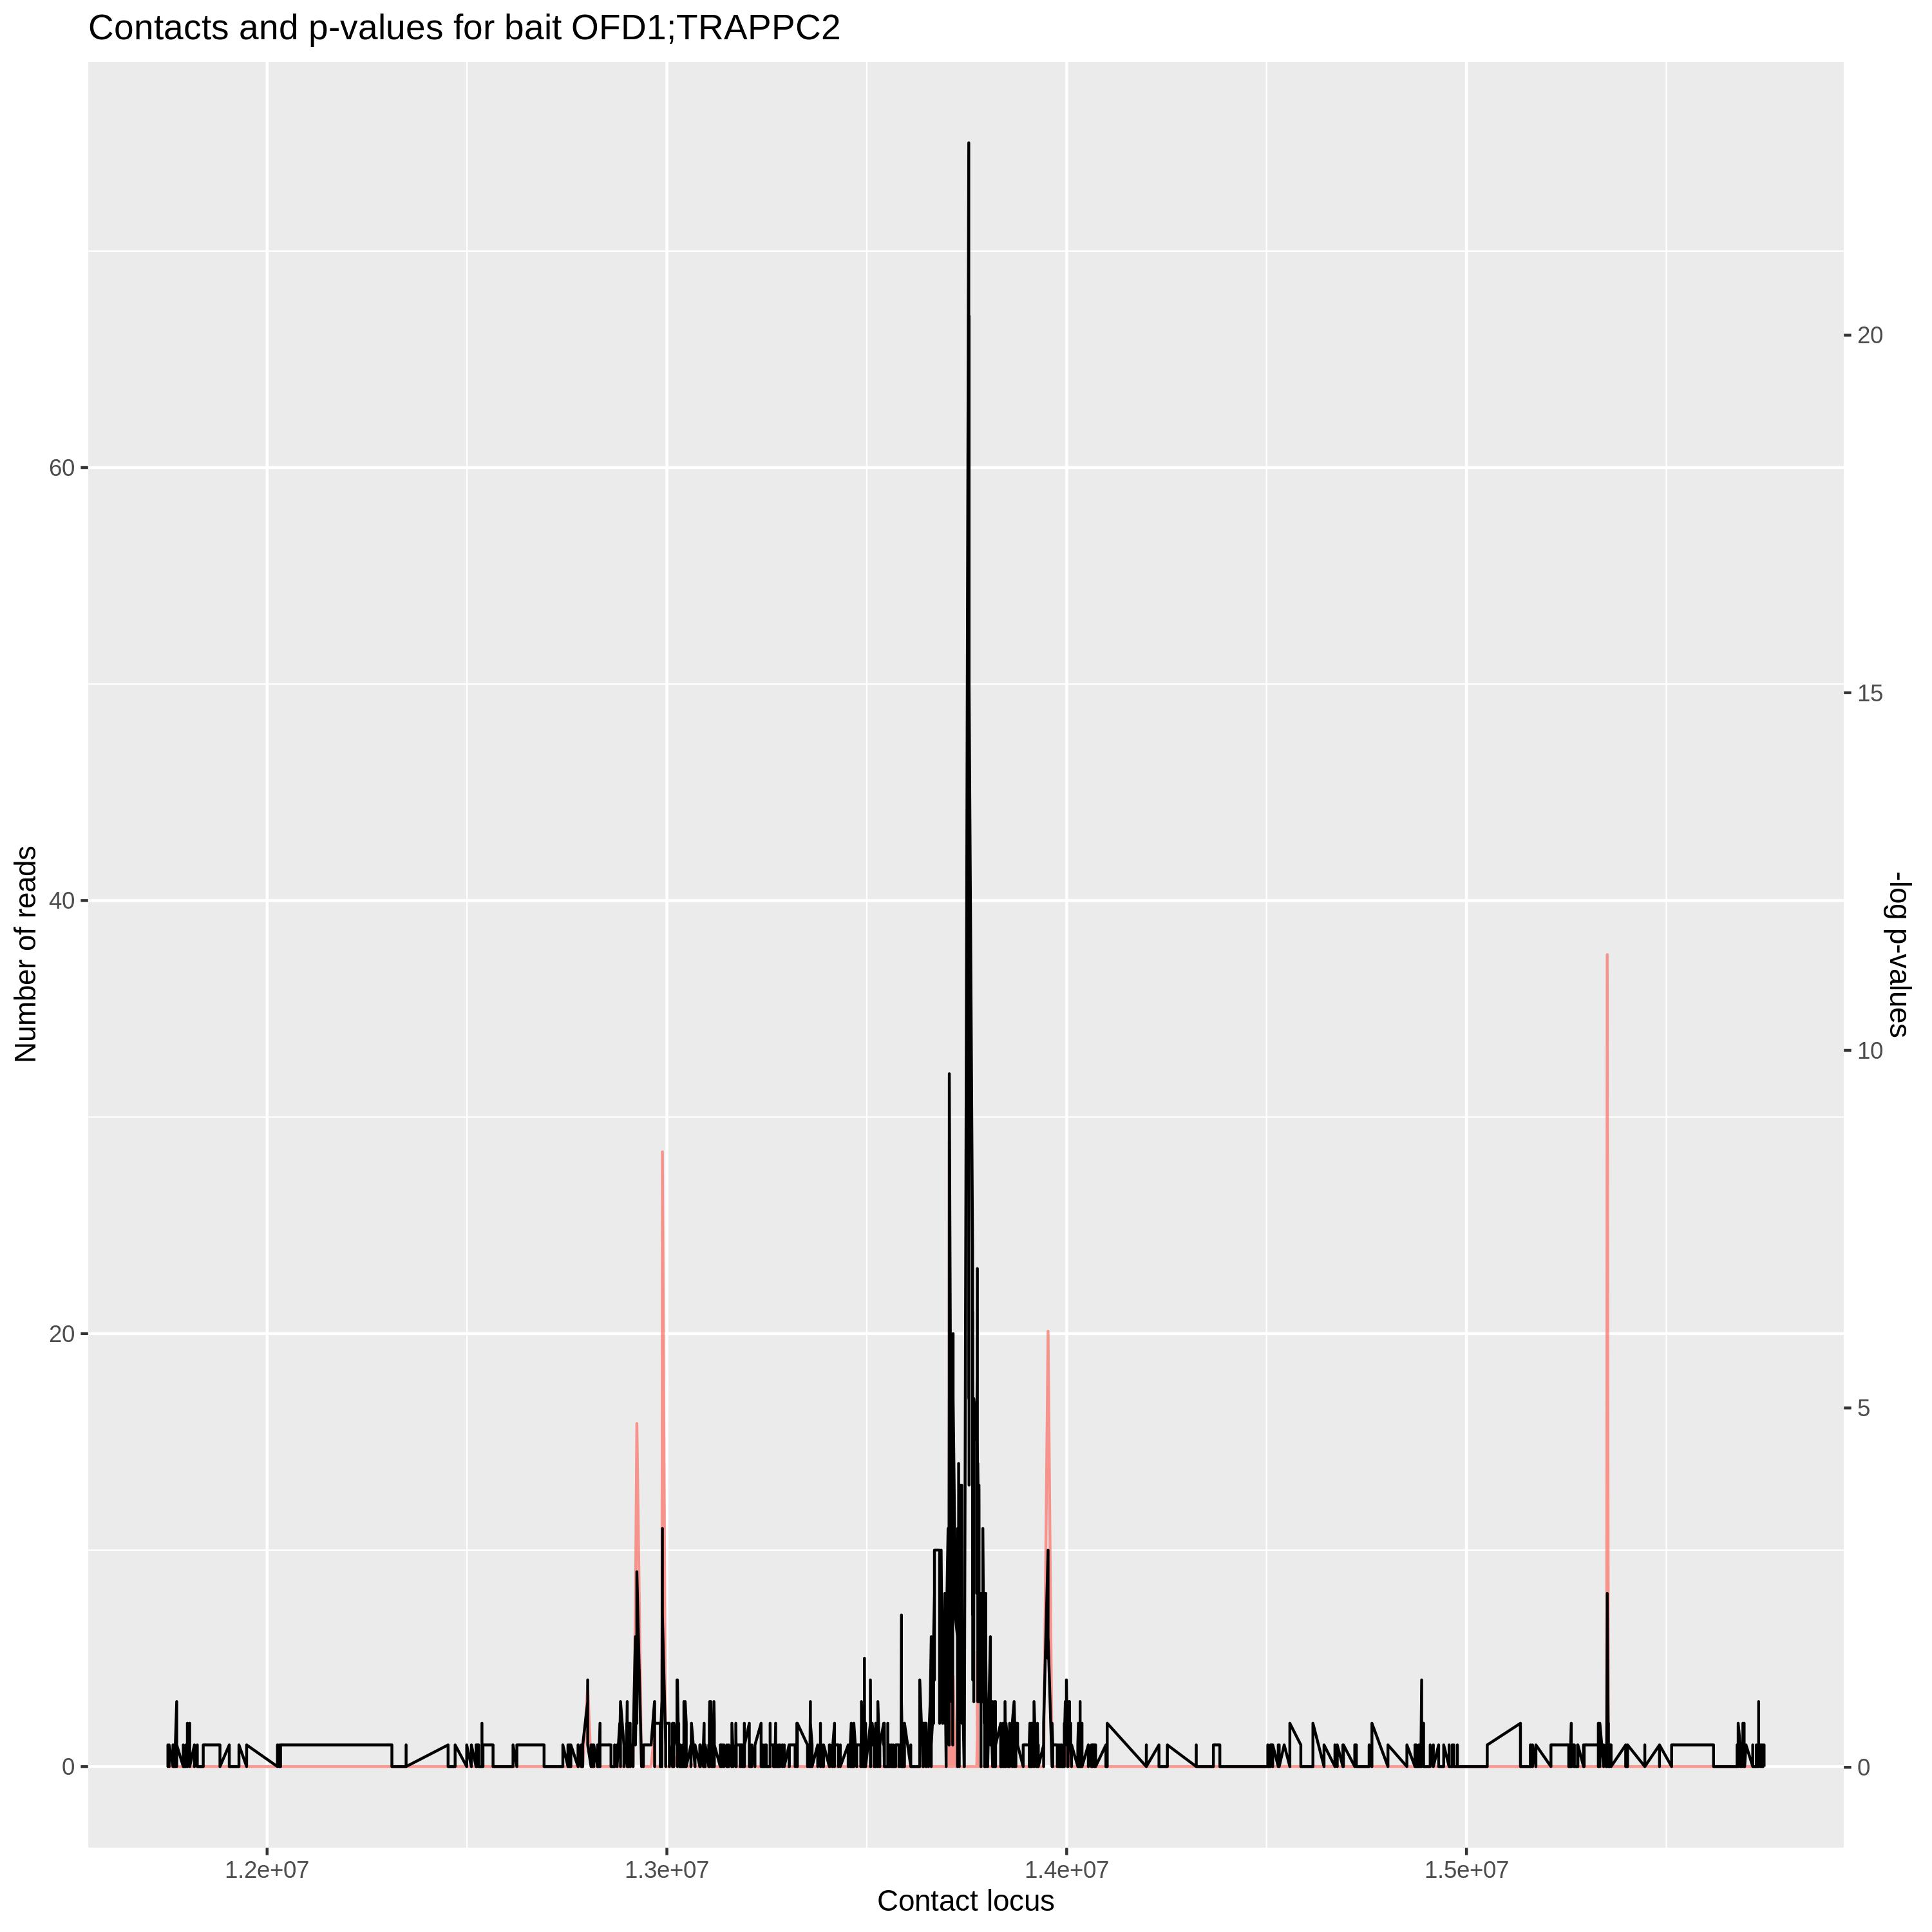 Contacts and p-values for bait OFD1;TRAPPC2
Number of reads
60
40
20
0
20
15
10
5
0
-log p-values
1.2e+07
1.3e+07
1.4e+07
1.5e+07
Contact locus